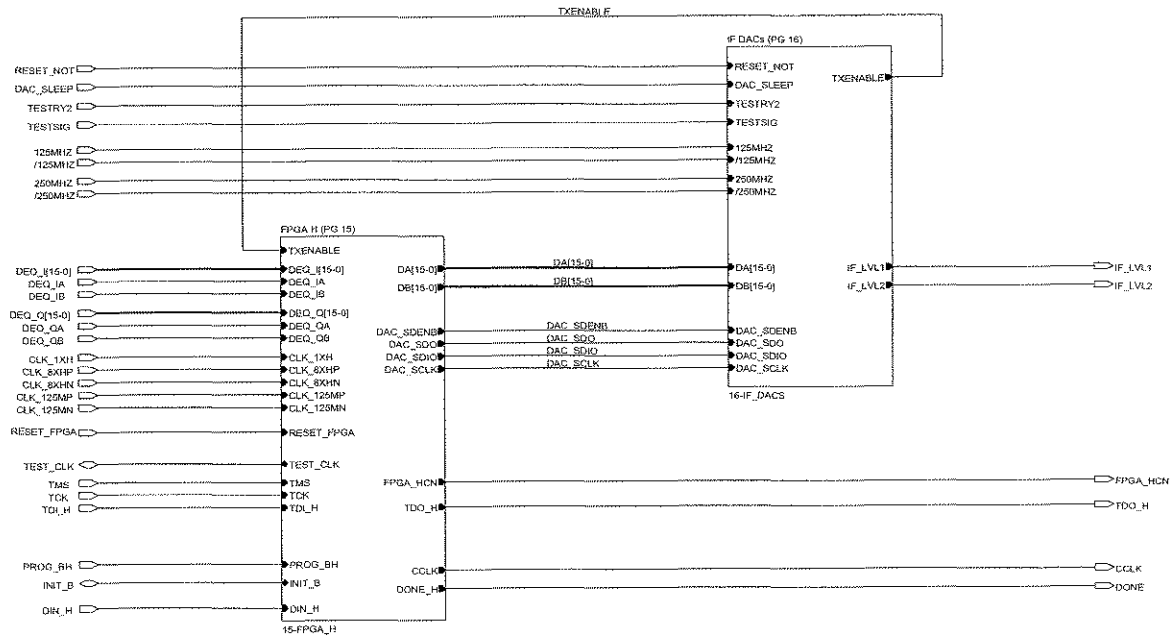 TXENABLE
IF DACs (PG 16)
RESET_NOT
DAC_SLEEP
TESTRY2
TESTSIG
125MHZ
/125MHZ
250MHZ
/250MHZ
RESET_NOT
DAC_SLEEP
TESTRY2
TESTSIG
125MHZ
/125MHZ
250MHZ
/250MHZ
TXENABLE
FPGA H (PG 15)
TXENABLE
DEQ_I[15-0]
DEQ_IA
DEQ_IB
DEQ_Q[15-0]
DEQ_QA
DEQ_QB
CLK_1XH
CLK_8XHP
CLK_8XHN
CLK_125MP
CLK_125MN
RESET_FPGA
TEST_CLK
TMS
TCK
TDI_H
PROG_BH
INIT_B
DIN_H
DEQ_I[15-0]
DEQ_IA
DEQ_IB
DEQ_Q[15-0]
DEQ_QA
DEQ_QB
CLK_1XH
CLK_8XHP
CLK_8XHN
CLK_125MP
CLK_125MN
RESET_FPGA
TEST_CLK
TMS
TCK
TDI_H
PROG_BH
INIT_B
DIN_H
DA[15-0]
DB[15-0]
DAC_SDENB
DAC_SDO
DAC_SDIO
DAC_SCLK
FPGA_HCN
TDO_H
CCLK
DONE_H
15-FPGA_H
DA[15-0]
DB[15-0]
DAC_SDENB
DAC_SDO
DAC_SDIO
DAC_SCLK
DA[15-0]
DB[15-0]
DAC_SDENB
DAC_SDO
DAC_SDIO
DAC_SCLK
IF_LVL1
IF_LVL2
16-IF_DACS
IF_LVL1
IF_LVL2
FPGA_HCN
TDO_H
CCLK
DONE